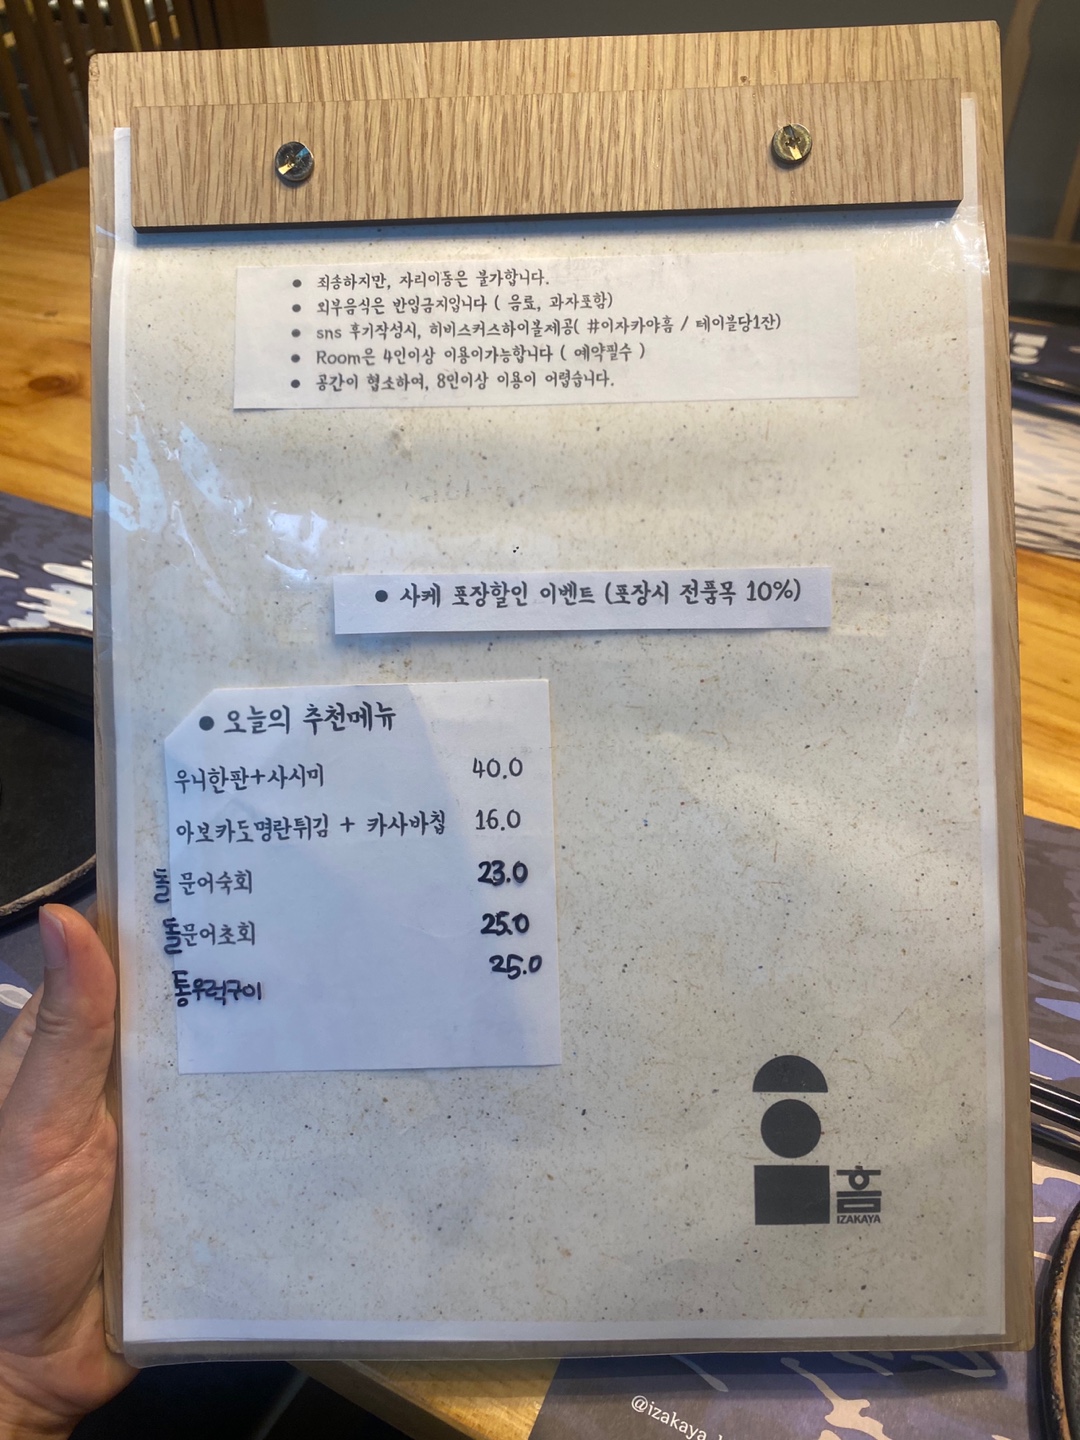 • 죄송하지만, 자리이동은 불가합니다.
• 외부음식은 반입금지입니다 ( 음료, 과자포함)
• sns 후기작성시, 히비스커스하이볼제공( #이자카야흠 / 테이블당1잔)
• Room은 4인이상 이용이가능합니다 ( 예약필수 )
• 공간이 협소하여, 8인이상 이용이 어렵습니다.
• 사케 포장할인 이벤트 (포장시 전품목 10%)
• 오늘의 추천메뉴
우니한판+사시미 40.0
아보카도명란튀김 + 카사바칩 16.0
돌 문어숙회 23.0
돌문어초회 25.0
통우럭구이 25.0
흠
IZAKAYA
@izakaya